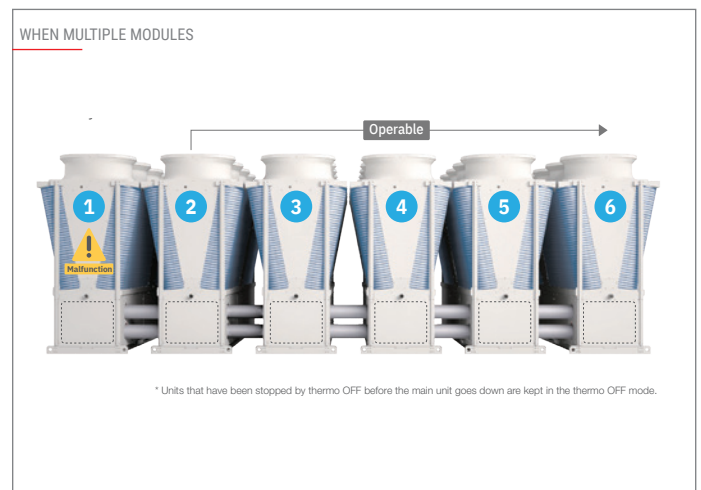 WHEN MULTIPLE MODULES
Operable
1 2 3 4 5 6
Malfunction
* Units that have been stopped by thermo OFF before the main unit goes down are kept in the thermo OFF mode.